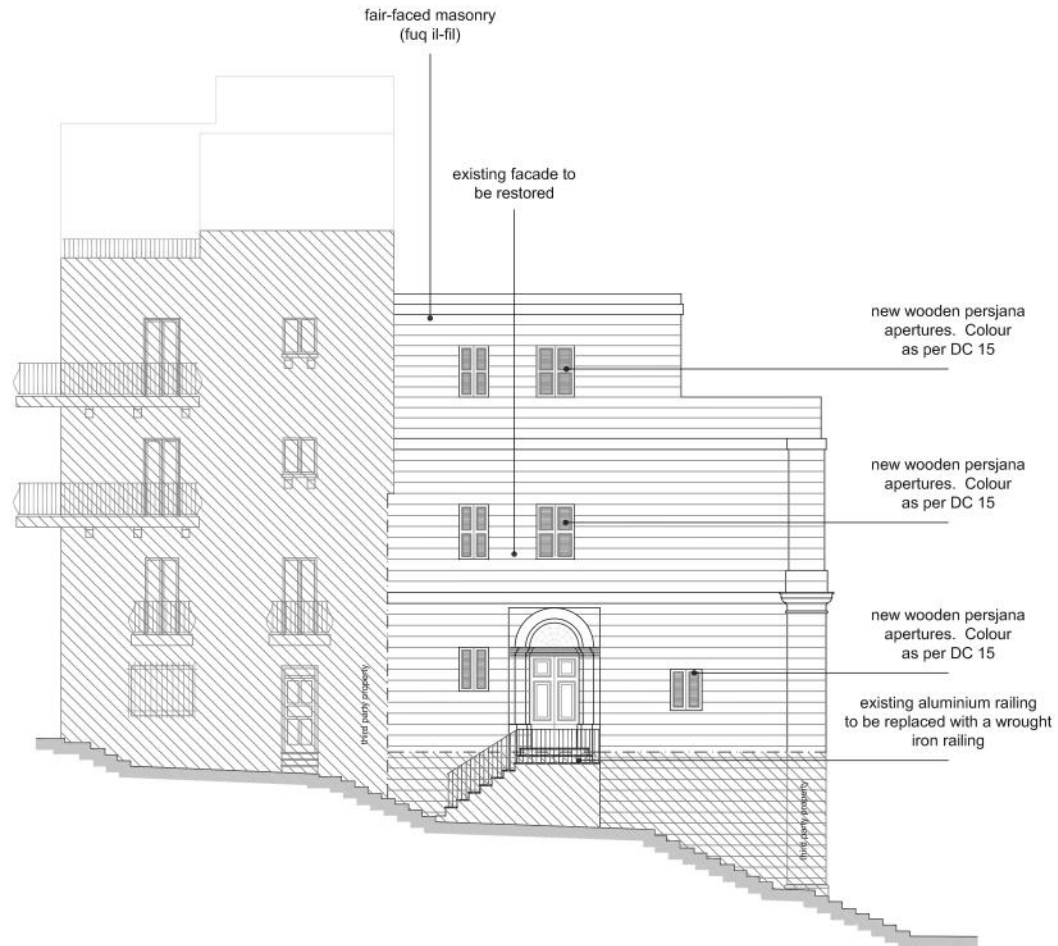 fair-faced masonry
(fuq il-fil)
existing facade to
be restored
new wooden persjana
apertures. Colour
as per DC 15
new wooden persjana
apertures. Colour
as per DC 15
new wooden persjana
apertures. Colour
as per DC 15
existing aluminium railing
to be replaced with a wrought
iron railing
third party property
third party property